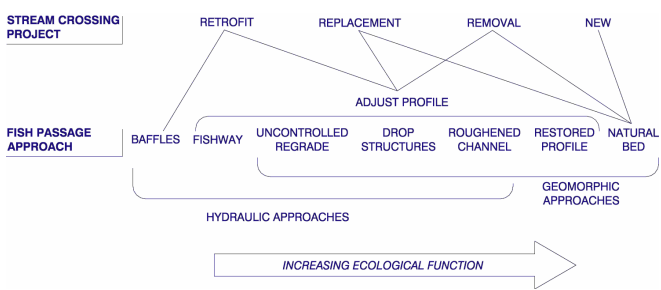 STREAM CROSSING
PROJECT
RETROFIT
REPLACEMENT
REMOVAL
NEW
ADJUST PROFILE
FISH PASSAGE
APPROACH
BAFFLES
FISHWAY
UNCONTROLLED
REGRADE
DROP
STRUCTURES
ROUGHENED
CHANNEL
RESTORED
PROFILE
NATURAL
BED
GEOMORPHIC
APPROACHES
HYDRAULIC APPROACHES
INCREASING ECOLOGICAL FUNCTION